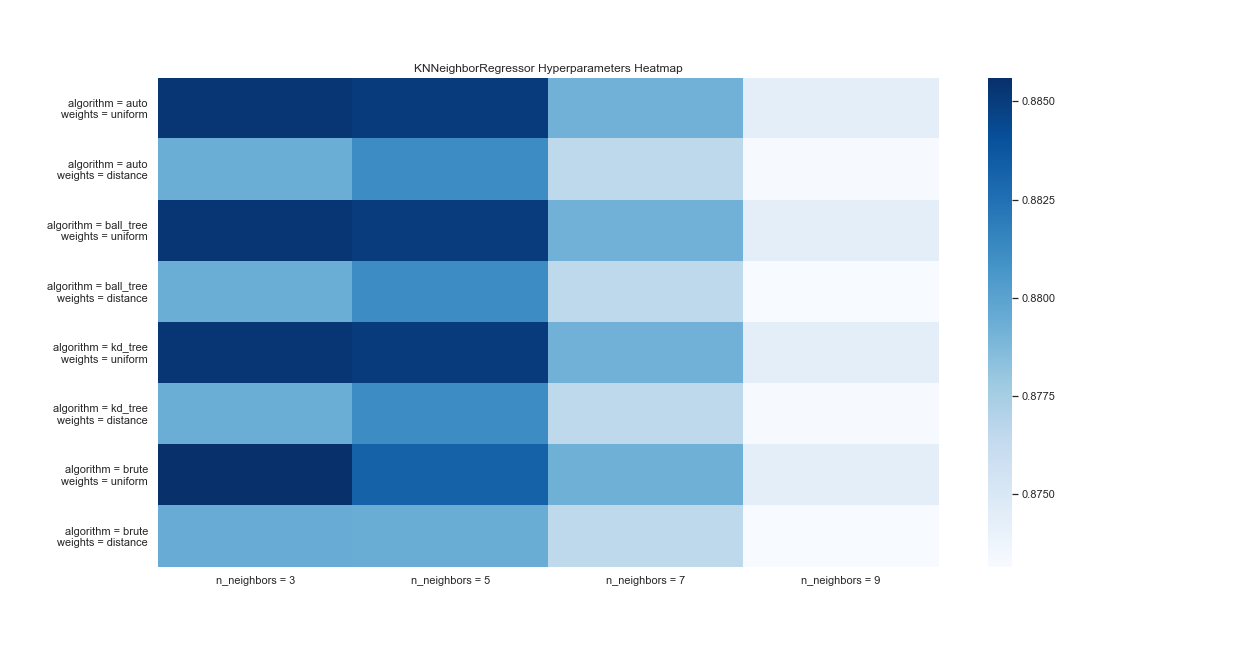 KNNeighborRegressor Hyperparameters Heatmap
algorithm = auto
weights = uniform
algorithm = auto
weights = distance
algorithm = ball_tree
weights = uniform
algorithm = ball_tree
weights = distance
algorithm = kd_tree
weights = uniform
algorithm = kd_tree
weights = distance
algorithm = brute
weights = uniform
algorithm = brute
weights = distance
n_neighbors = 3
n_neighbors = 5
n_neighbors = 7
n_neighbors = 9
0.8850
0.8825
0.8800
0.8775
0.8750